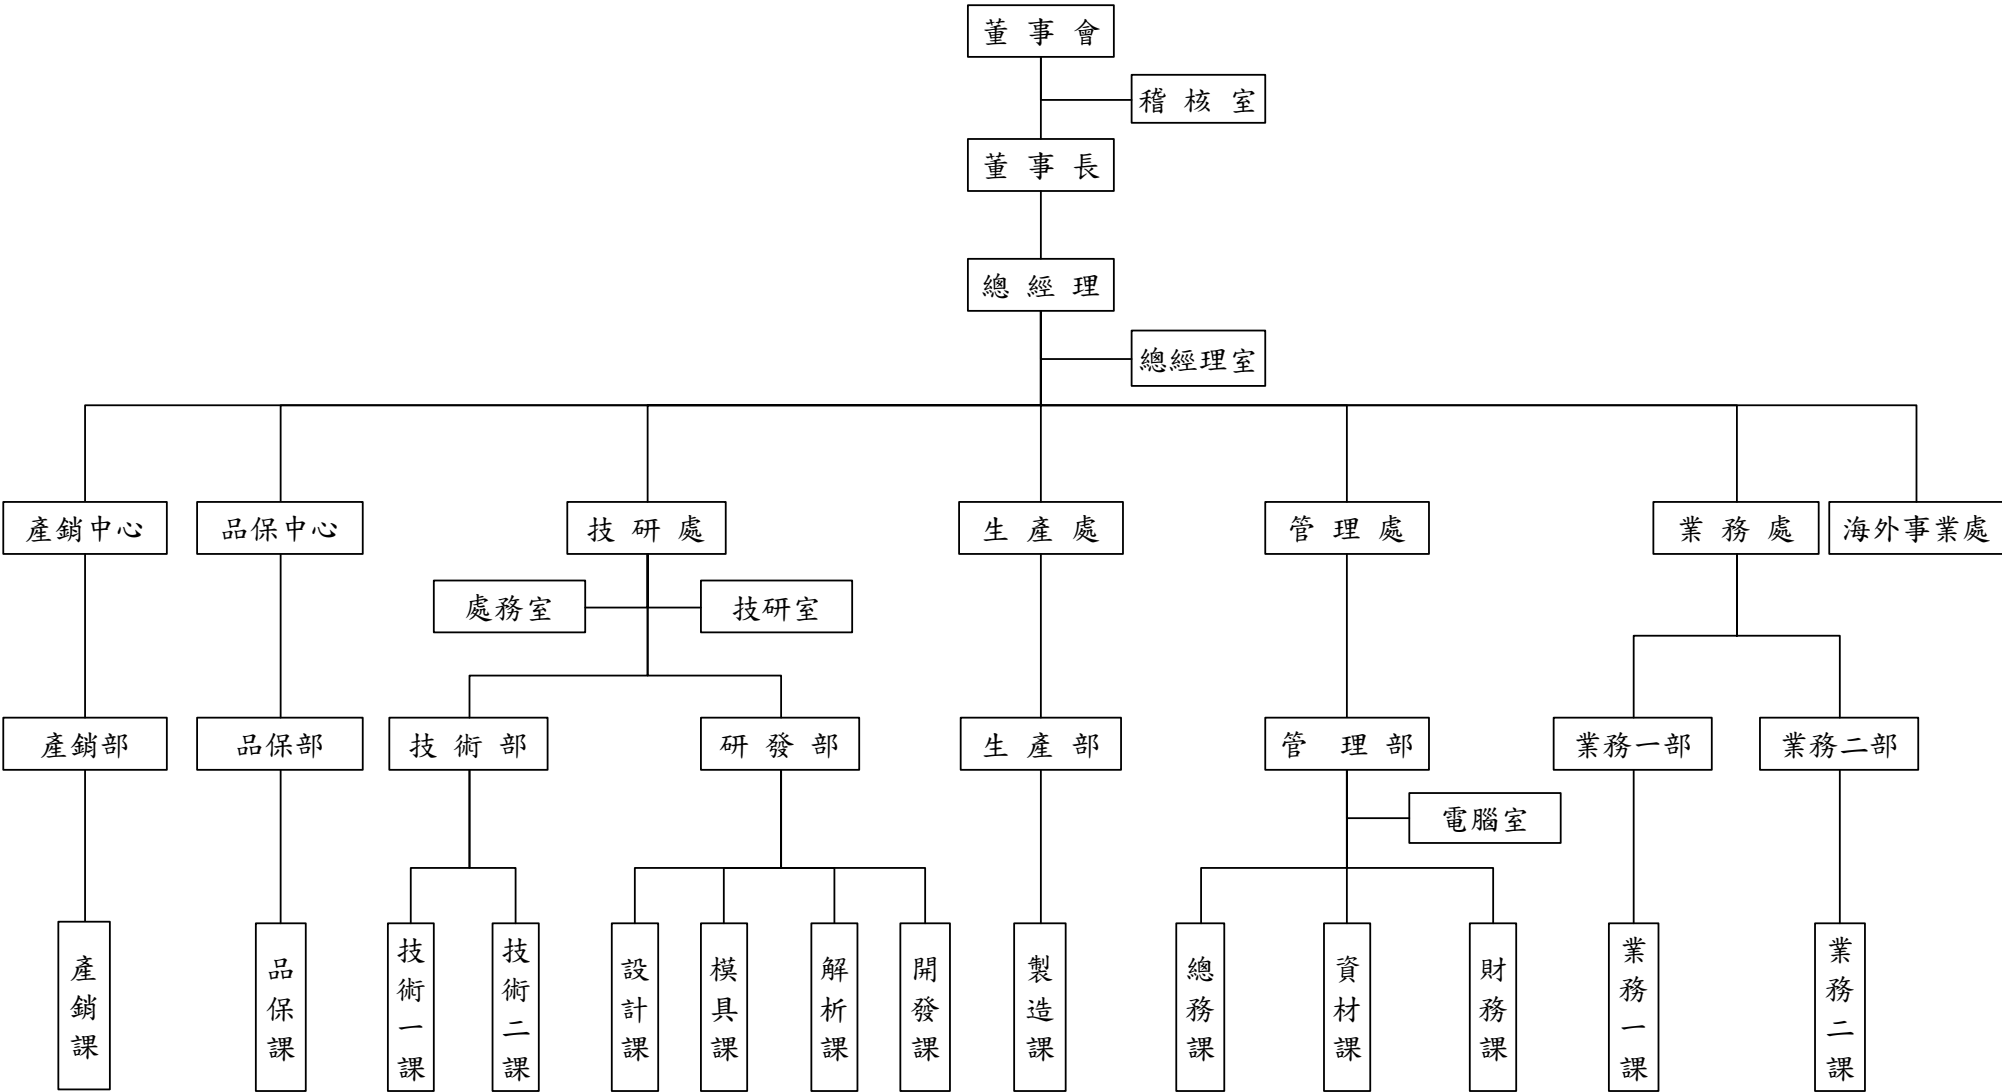 董事會
稽核室
董事長
總經理
總經理室
產銷中心
品保中心
技研處
生產處
管理處
業務處
海外事業處
處務室
技研室
產銷部
品保部
技術部
研發部
生產部
管理部
業務一部
業務二部
電腦室
產銷課
品保課
技術一課
技術二課
設計課
模具課
解析課
開發課
製造課
總務課
資材課
財務課
業務一課
業務二課